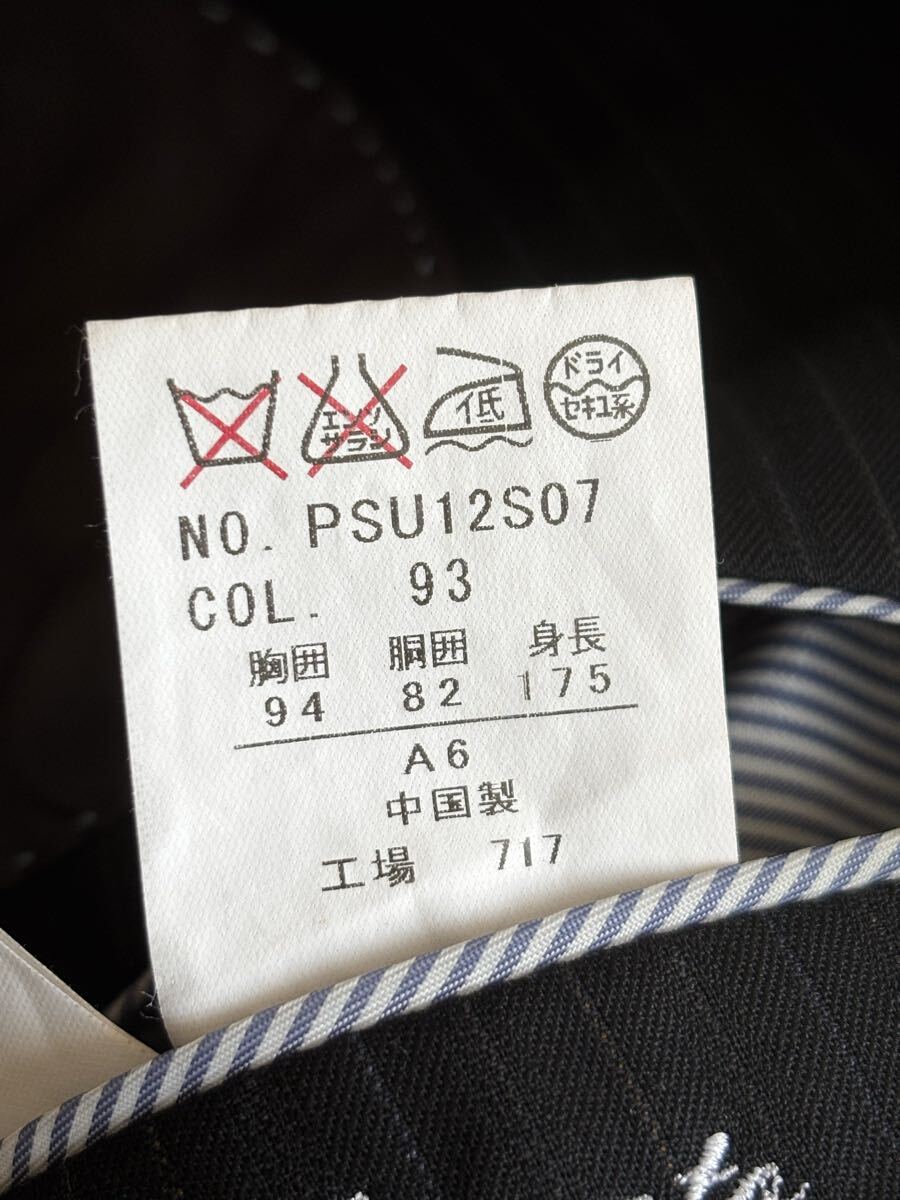 エンソ
サラシ
低
ドライ
セキユ系
NO. PSU12S07
COL. 93
胸囲 胴囲 身長
94 82 175
A6
中国製
工場 717